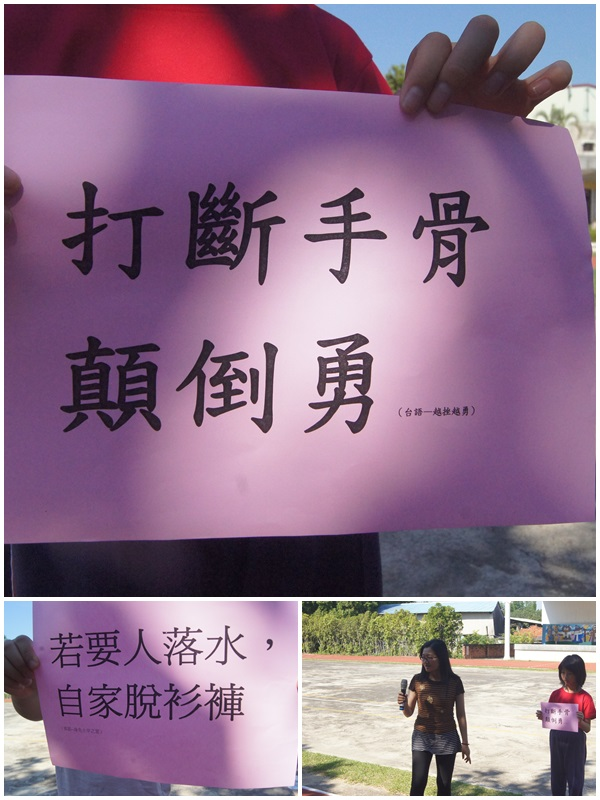 打斷手骨
顛倒勇
（台語—越挫越勇）
若要人落水，
自家脫衫褲
打斷手骨
顛倒勇